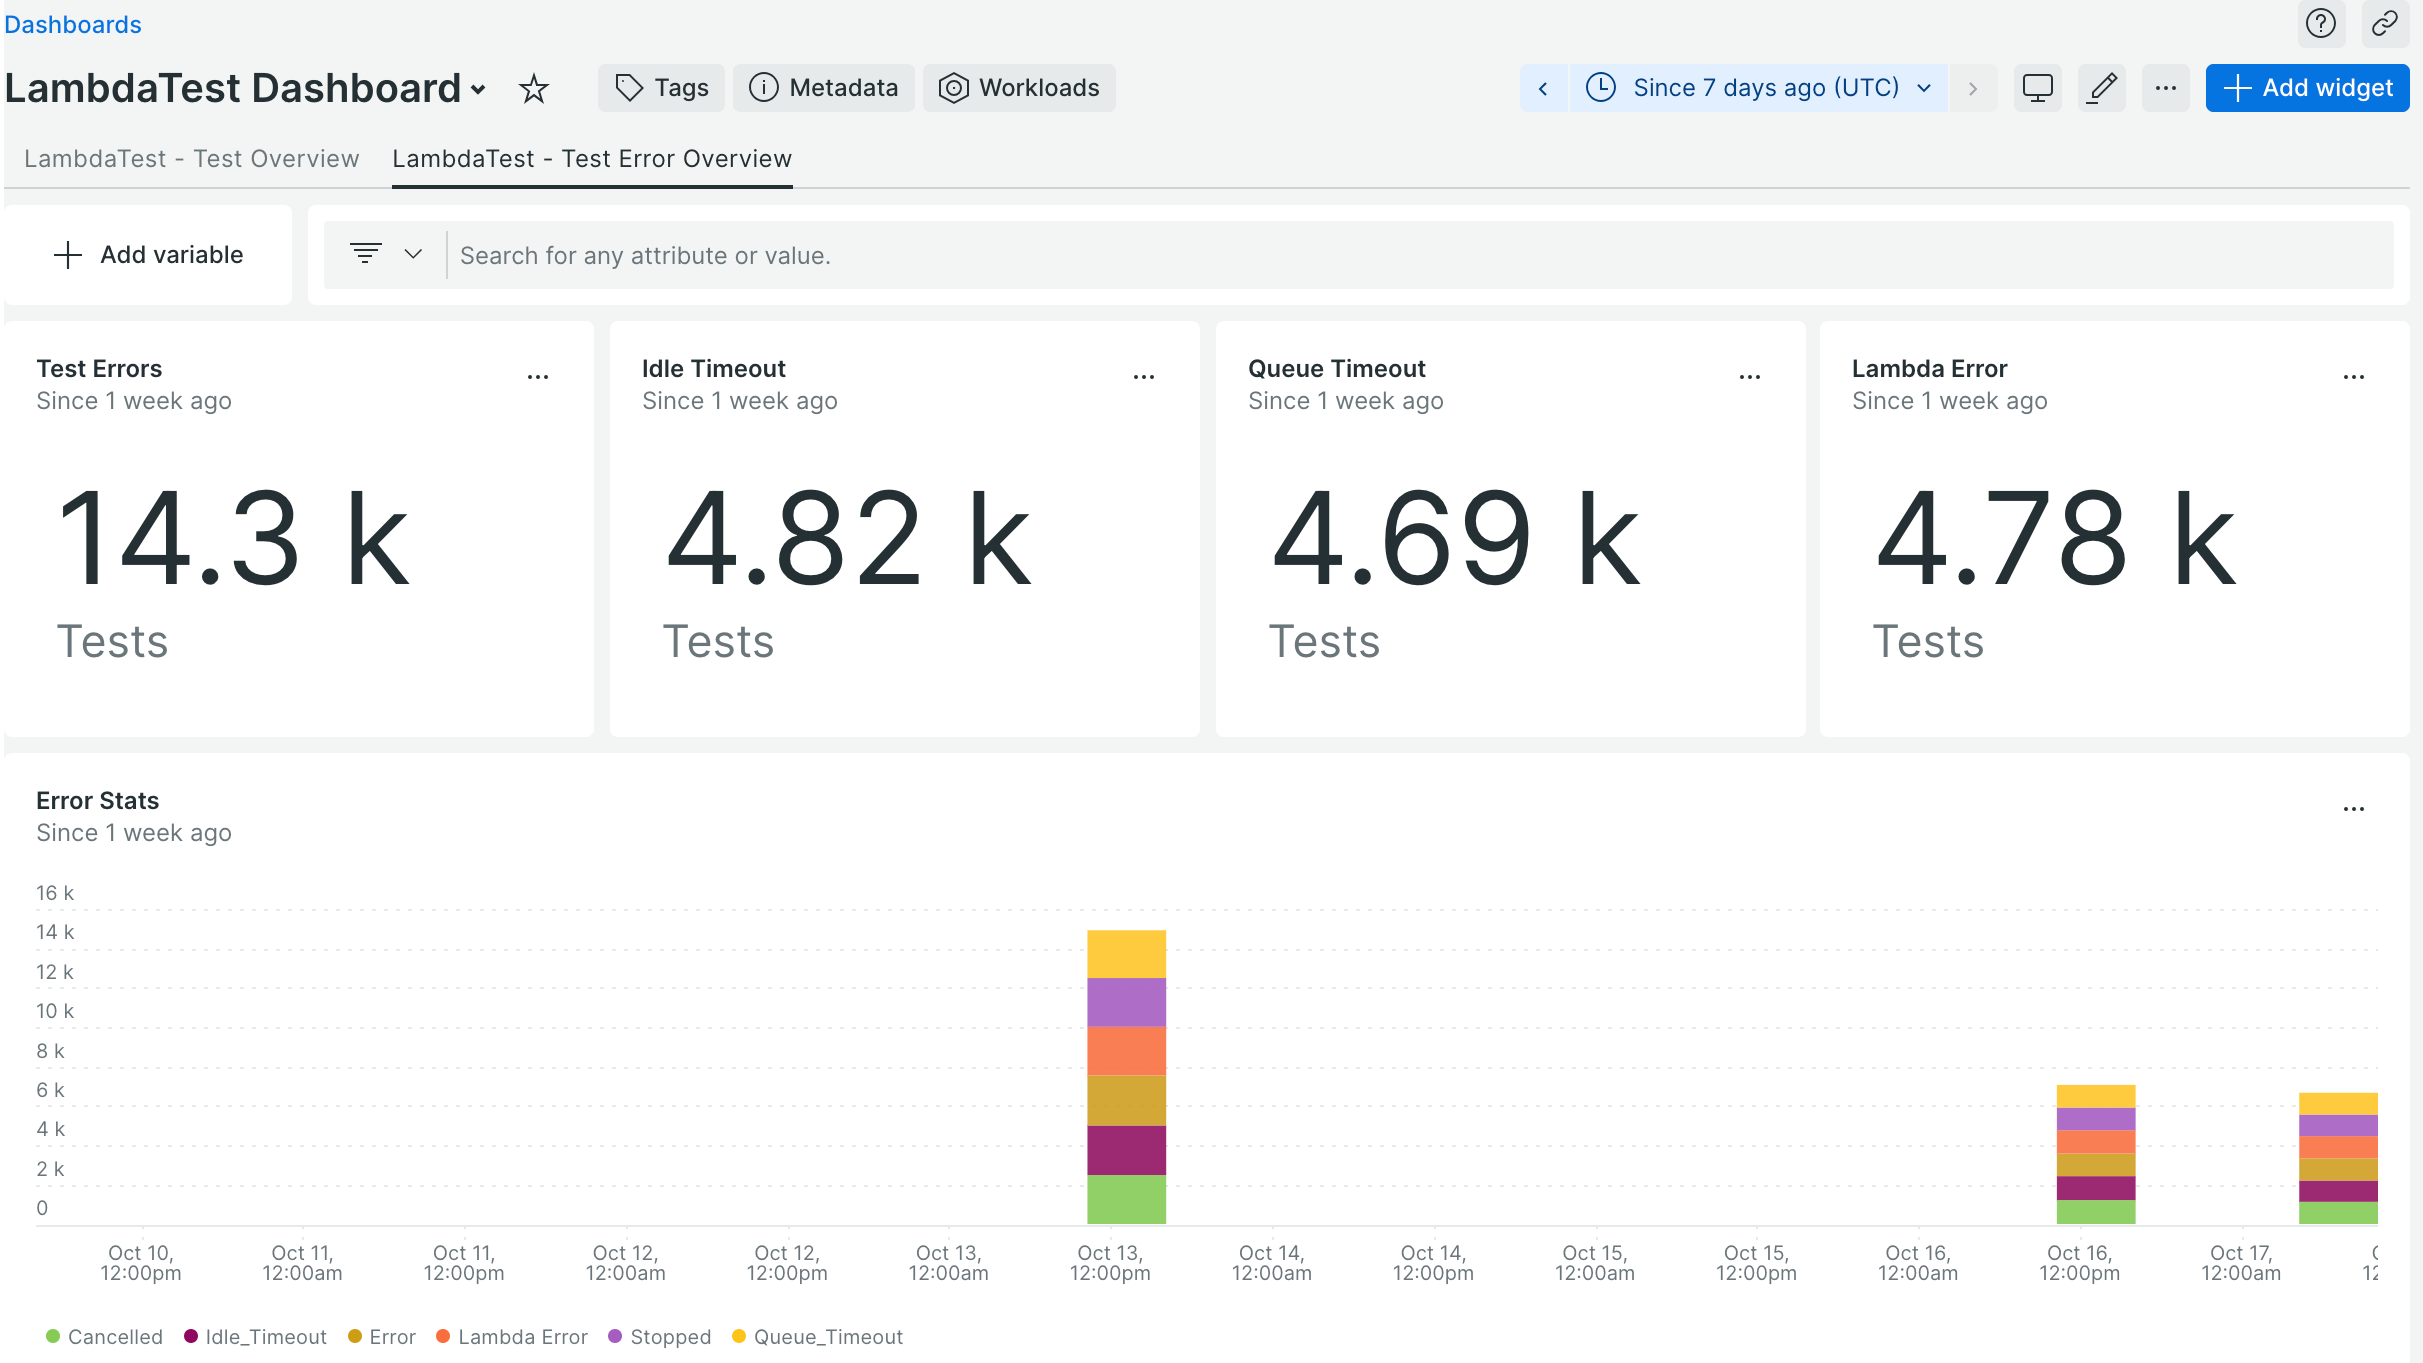 Dashboards
LambdaTest Dashboard
Tags
Metadata
Workloads
Since 7 days ago (UTC)
Add widget
LambdaTest - Test Overview
LambdaTest - Test Error Overview
Add variable
Search for any attribute or value.
Test Errors
Since 1 week ago
14.3 k
Tests
Idle Timeout
Since 1 week ago
4.82 k
Tests
Queue Timeout
Since 1 week ago
4.69 k
Tests
Lambda Error
Since 1 week ago
4.78 k
Tests
Error Stats
Since 1 week ago
16 k
14 k
12 k
10 k
8 k
6 k
4 k
2 k
0
Oct 10,
12:00pm
Oct 11,
12:00am
Oct 11,
12:00pm
Oct 12,
12:00am
Oct 12,
12:00pm
Oct 13,
12:00am
Oct 13,
12:00pm
Oct 14,
12:00am
Oct 14,
12:00pm
Oct 15,
12:00am
Oct 15,
12:00pm
Oct 16,
12:00am
Oct 16,
12:00pm
Oct 17,
12:00am
Cancelled
Idle_Timeout
Error
Lambda Error
Stopped
Queue_Timeout